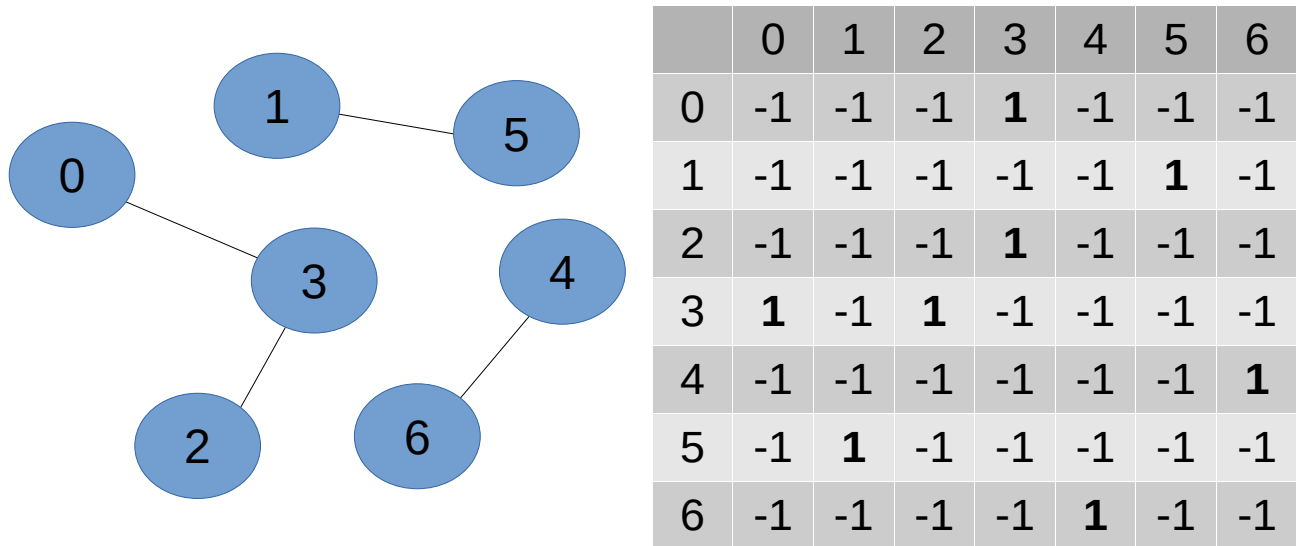 1
5
0
3
4
2
6
0 1 2 3 4 5 6
0 -1 -1 -1 1 -1 -1 -1
1 -1 -1 -1 -1 -1 1 -1
2 -1 -1 -1 1 -1 -1 -1
3 1 -1 1 -1 -1 -1 -1
4 -1 -1 -1 -1 -1 -1 1
5 -1 1 -1 -1 -1 -1 -1
6 -1 -1 -1 -1 1 -1 -1